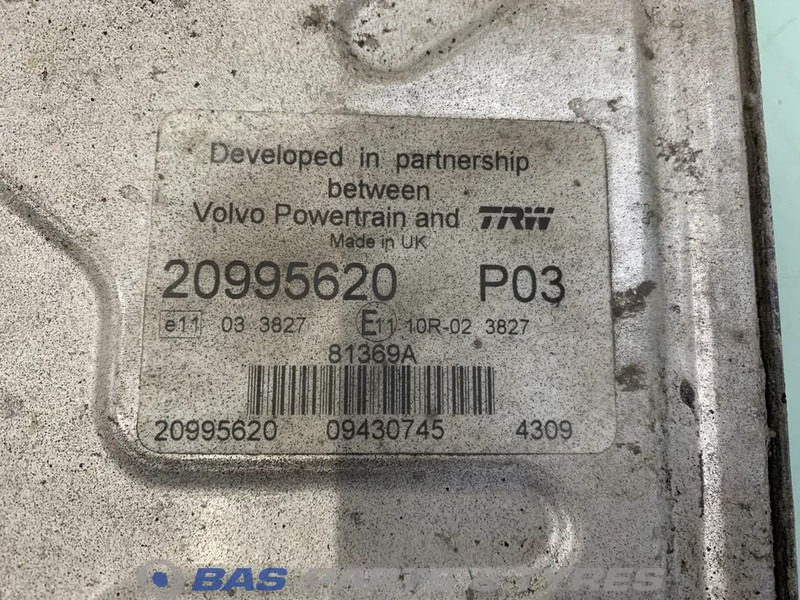 Developed in partnership
between
Volvo Powertrain and TRW
Made in UK
20995620 P03
e11 03 3827 E11 10R-02 3827
81369A
20995620 09430745 4309
BAS